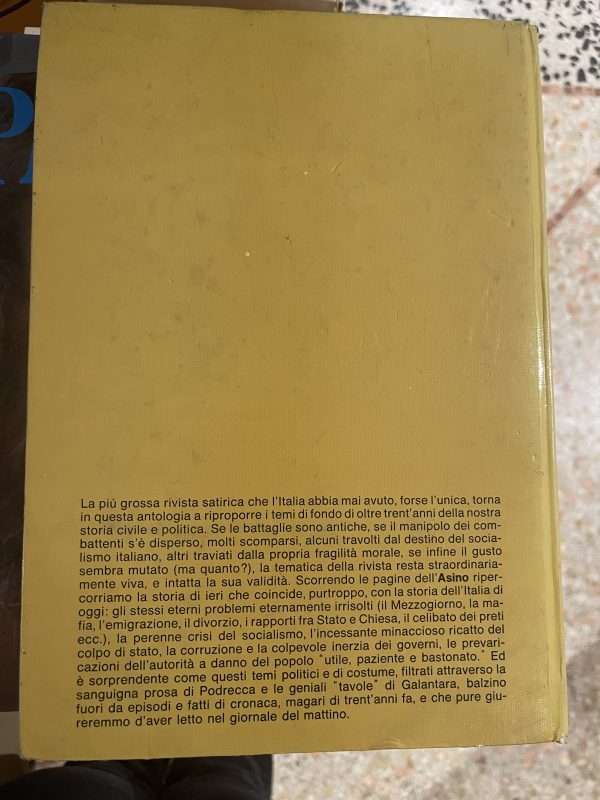 La più grossa rivista satirica che l'Italia abbia mai avuto, forse l'unica, torna
in questa antologia a riproporre i temi di fondo di oltre trent'anni della nostra
storia civile e politica. Se le battaglie sono antiche, se il manipolo dei com-
battenti s'è disperso, molti scomparsi, alcuni travolti dal destino del socia-
lismo italiano, altri traviati dalla propria fragilità morale, se infine il gusto
sembra mutato (ma quanto?), la tematica della rivista resta straordinaria-
mente viva, e intatta la sua validità. Scorrendo le pagine dell'Asino riper-
corriamo la storia di ieri che coincide, purtroppo, con la storia dell'Italia di
oggi: gli stessi eterni problemi eternamente irrisolti (il Mezzogiorno, la ma-
fia, l'emigrazione, il divorzio, i rapporti fra Stato e Chiesa, il celibato dei preti
ecc.), la perenne crisi del socialismo, l'incessante minaccioso ricatto del
colpo di stato, la corruzione e la colpevole inerzia dei governi, le prevari-
cazioni dell'autorità a danno del popolo "utile, paziente e bastonato." Ed
è sorprendente come questi temi politici e di costume, filtrati attraverso la
sanguigna prosa di Podrecca e le geniali "tavole" di Galantara, balzino
fuori da episodi e fatti di cronaca, magari di trent'anni fa, e che pure giu-
reremmo d'aver letto nel giornale del mattino.